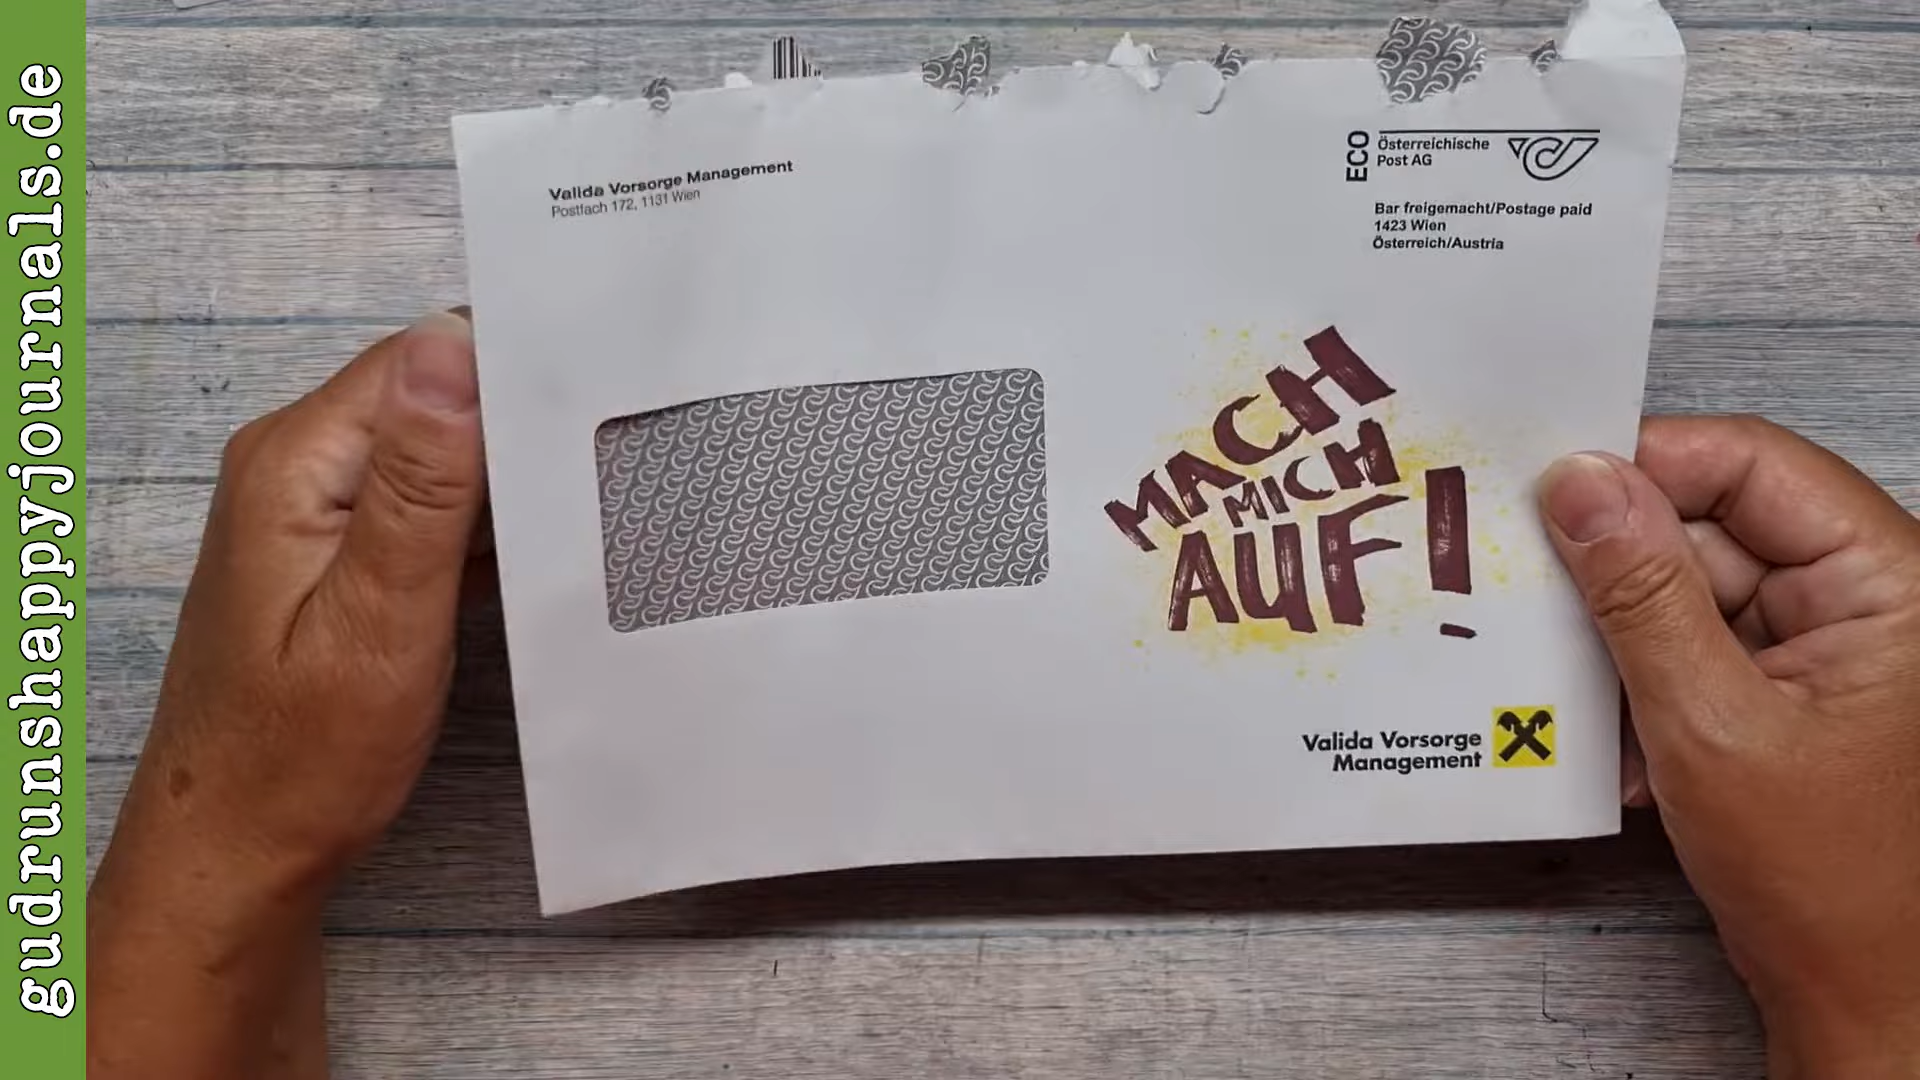 gudrunshappyjournals.de
Valida Vorsorge Management
Postfach 172, 1131 Wien
ECO
Österreichische
Post AG
Bar freigemacht/Postage paid
1423 Wien
Österreich/Austria
MACH
MICH
AUF!
Valida Vorsorge
Management